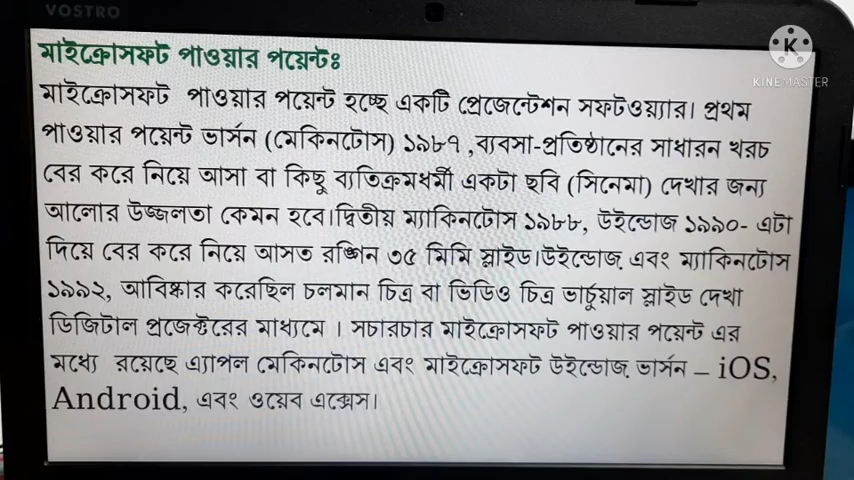 VOSTRO
K
KINEMASTER
মাইক্রোসফট পাওয়ার পয়েন্টঃ
মাইক্রোসফট পাওয়ার পয়েন্ট হচ্ছে একটি প্রেজেন্টেশন সফটওয়্যার। প্রথম
পাওয়ার পয়েন্ট ভার্সন (মেকিনটোস) ১৯৮৭ ,ব্যবসা-প্রতিষ্ঠানের সাধারন খরচ
বের করে নিয়ে আসা বা কিছু ব্যতিক্রমধর্মী একটা ছবি (সিনেমা) দেখার জন্য
আলোর উজ্জলতা কেমন হবে।দ্বিতীয় ম্যাকিনটোস ১৯৮৮, উইন্ডোজ ১৯৯০- এটা
দিয়ে বের করে নিয়ে আসত রঙ্গিন ৩৫ মিমি স্লাইড।উইন্ডোজ এবং ম্যাকিনটোস
১৯৯২, আবিষ্কার করেছিল চলমান চিত্র বা ভিডিও চিত্র ভার্চুয়াল স্লাইড দেখা
ডিজিটাল প্রজেক্টরের মাধ্যমে । সচারচার মাইক্রোসফট পাওয়ার পয়েন্ট এর
মধ্যে রয়েছে এ্যাপল মেকিনটোস এবং মাইক্রোসফট উইন্ডোজ ভার্সন – iOS,
Android, এবং ওয়েব এক্সেস।